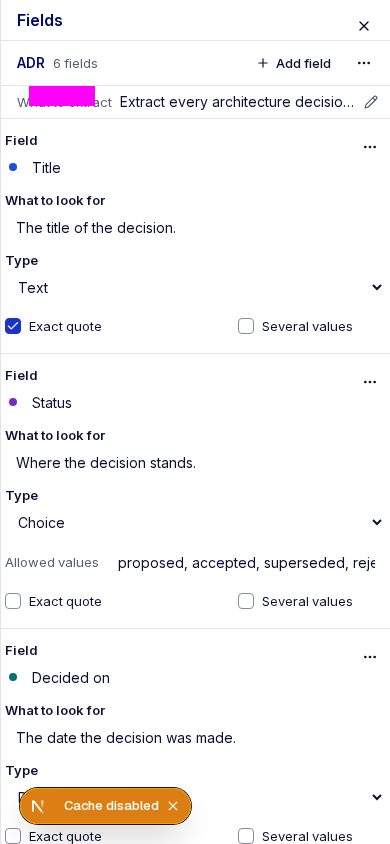 Fields
ADR 6 fields Add field
What to extract Extract every architecture decisio...
Field
Title
What to look for
The title of the decision.
Type
Text
Exact quote Several values
Field
Status
What to look for
Where the decision stands.
Type
Choice
Allowed values proposed, accepted, superseded, reje
Exact quote Several values
Field
Decided on
What to look for
The date the decision was made.
Type
Cache disabled
Exact quote Several values